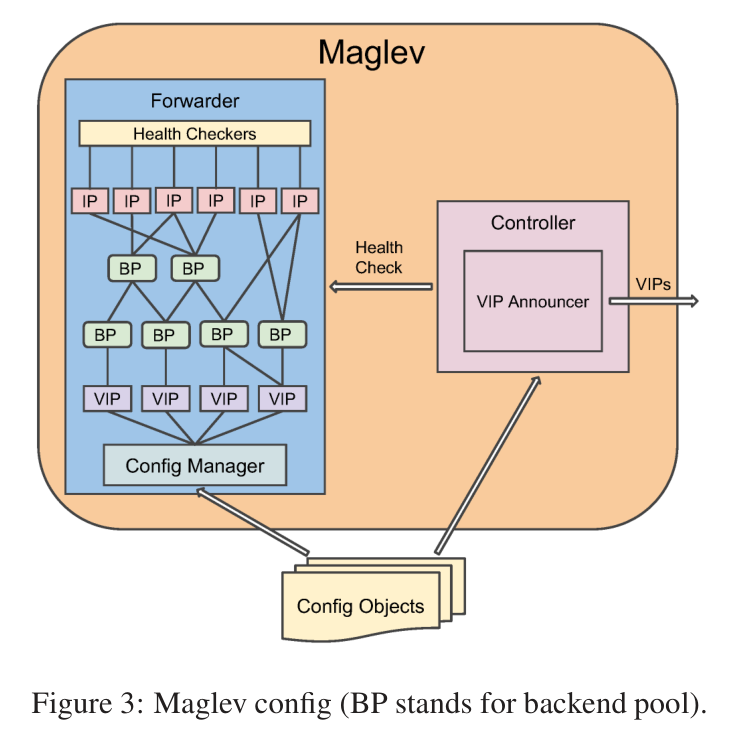 Maglev
Forwarder
Health Checkers
IP IP IP IP IP IP
BP BP
BP BP BP BP
VIP VIP VIP VIP
Config Manager
Health
Check
Controller
VIP Announcer
VIPs
Config Objects
Figure 3: Maglev config (BP stands for backend pool).